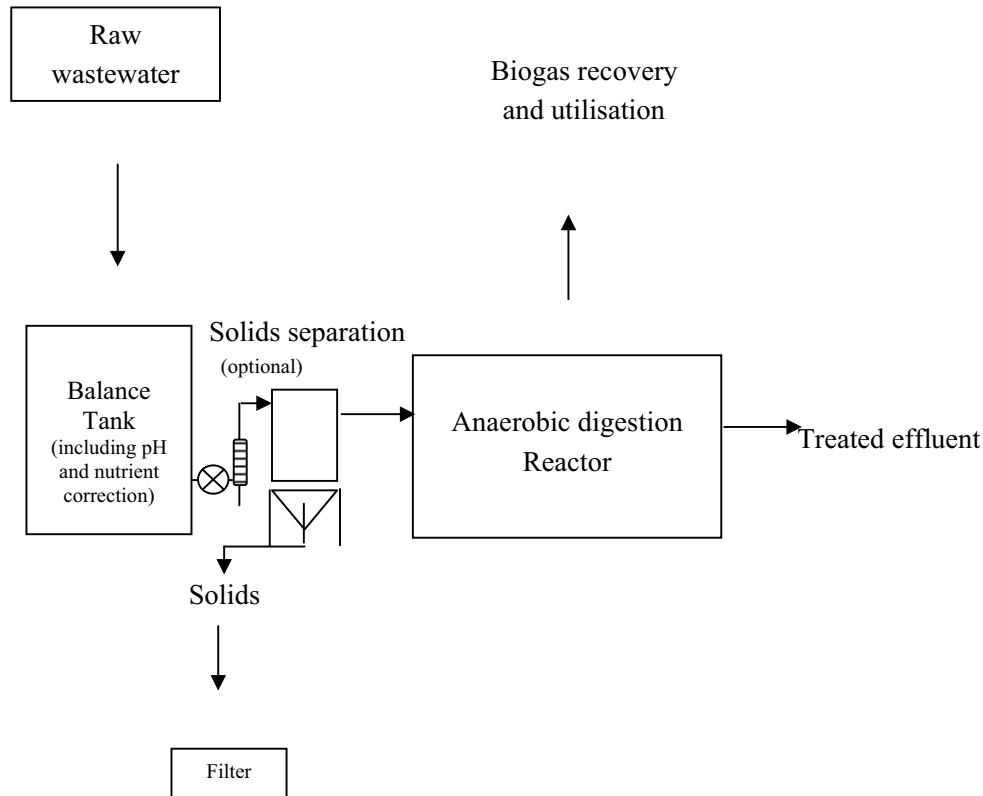 Raw
wastewater
Biogas recovery
and utilisation
Solids separation
(optional)
Balance
Tank
(including pH
and nutrient
correction)
Anaerobic digestion
Reactor
Treated effluent
Solids
Filter